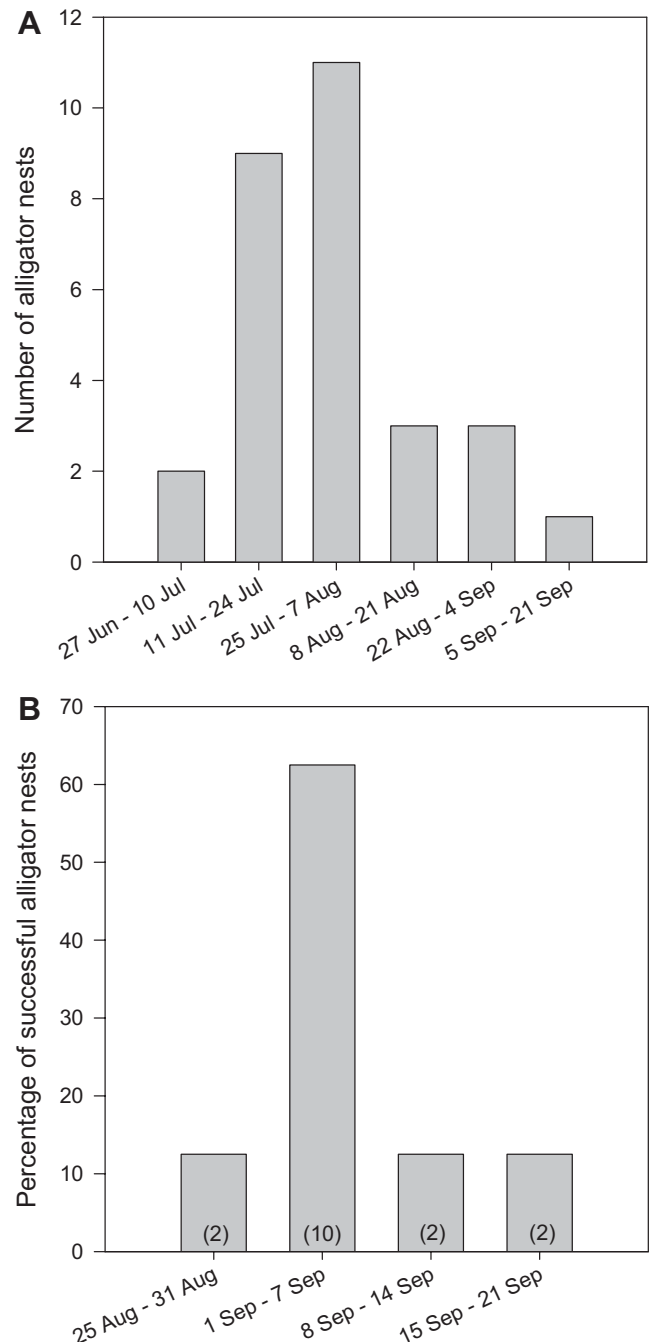 A
Number of alligator nests
12
10
8
6
4
2
0
27 Jun - 10 Jul
11 Jul - 24 Jul
25 Jul - 7 Aug
8 Aug - 21 Aug
22 Aug - 4 Sep
5 Sep - 21 Sep
B
Percentage of successful alligator nests
70
60
50
40
30
20
10
0
(2)
(10)
(2)
(2)
25 Aug - 31 Aug
1 Sep - 7 Sep
8 Sep - 14 Sep
15 Sep - 21 Sep